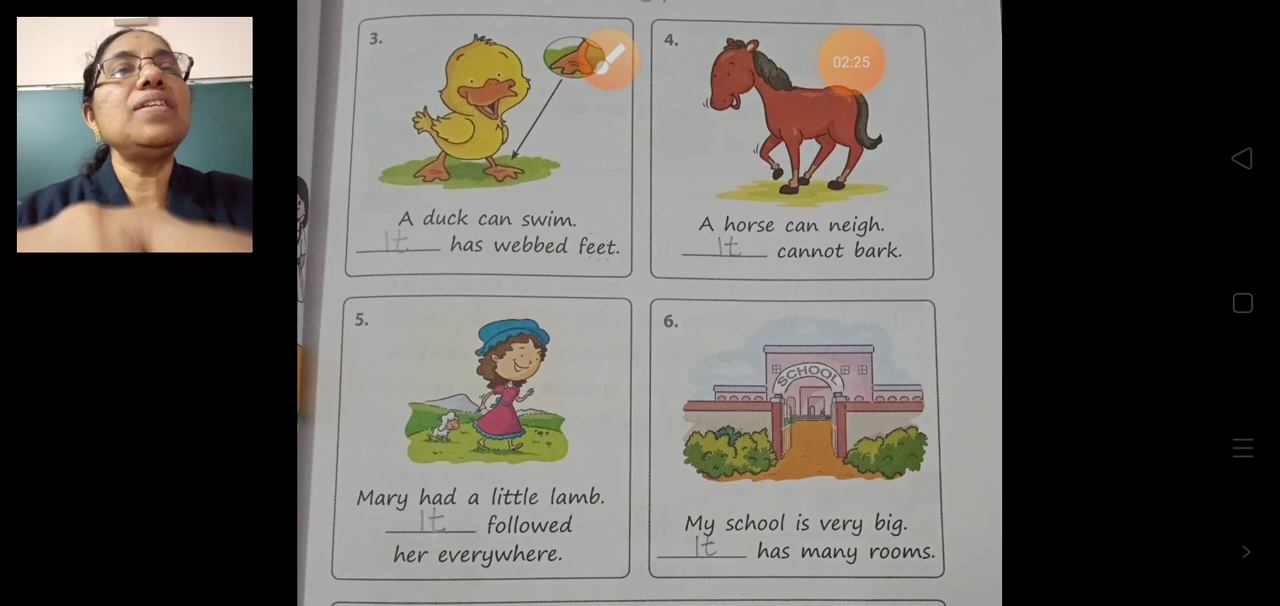 3.
A duck can swim.
It has webbed feet.
4.
02:25
A horse can neigh.
It cannot bark.
5.
Mary had a little lamb.
It followed
her everywhere.
6.
SCHOOL
My school is very big.
It has many rooms.